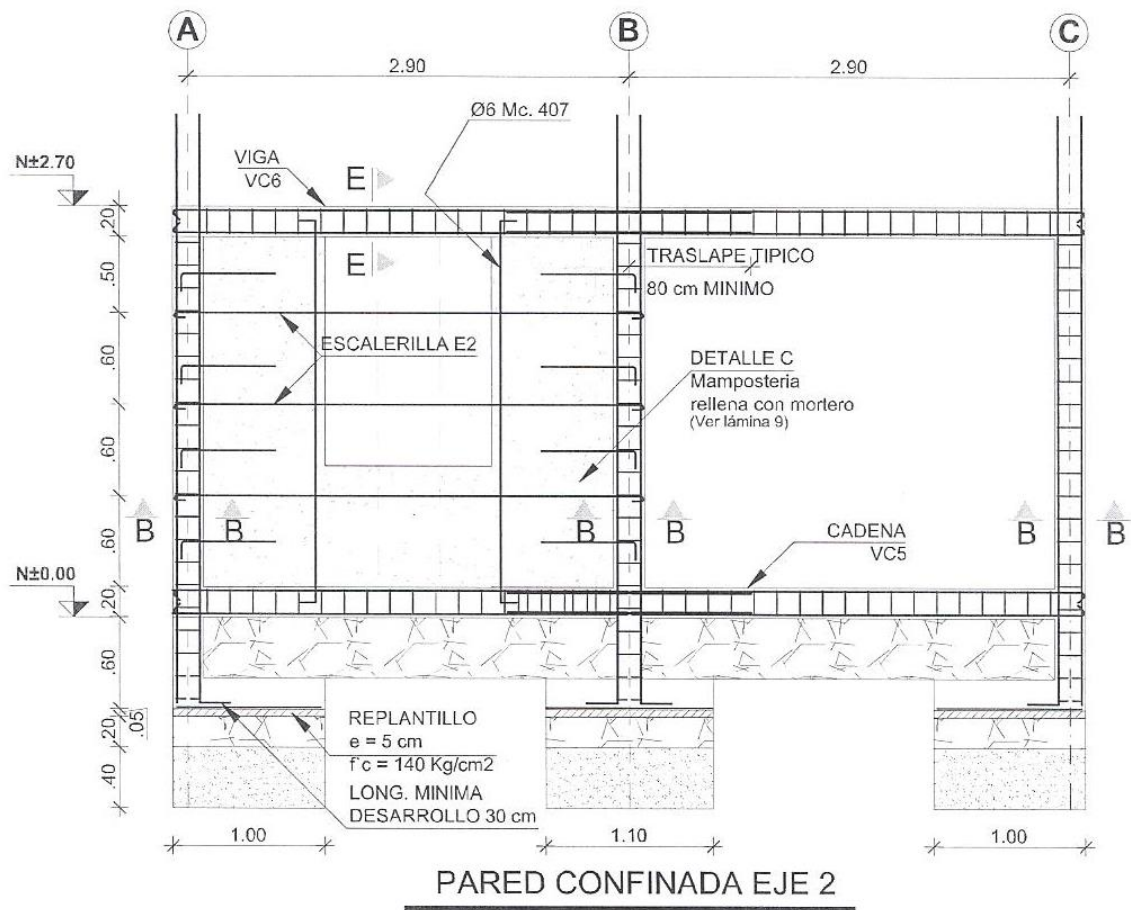 A
B
C
2.90
2.90
Ø6 Mc. 407
N±2.70
VIGA
VC6
E
.20
E
TRASLAPE TIPICO
80 cm MINIMO
.50
ESCALERILLA E2
.60
DETALLE C
Mamposteria
rellena con mortero
(Ver lámina 9)
.60
B
B
B
B
B
B
.60
CADENA
VC5
N±0.00
.20
.60
REPLANTILLO
e = 5 cm
f`c = 140 Kg/cm2
.05
.20
LONG. MINIMA
DESARROLLO 30 cm
.40
1.00
1.10
1.00
PARED CONFINADA EJE 2